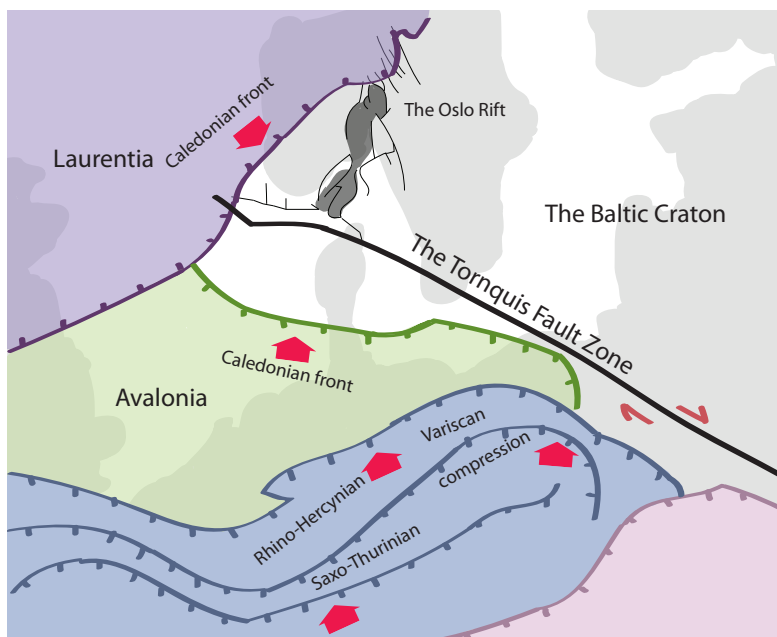 The Oslo Rift
Caledonian front
Laurentia
The Baltic Craton
The Tornquis Fault Zone
Caledonian front
Avalonia
Variscan
compression
Rhino-Hercynian
Saxo-Thurinian